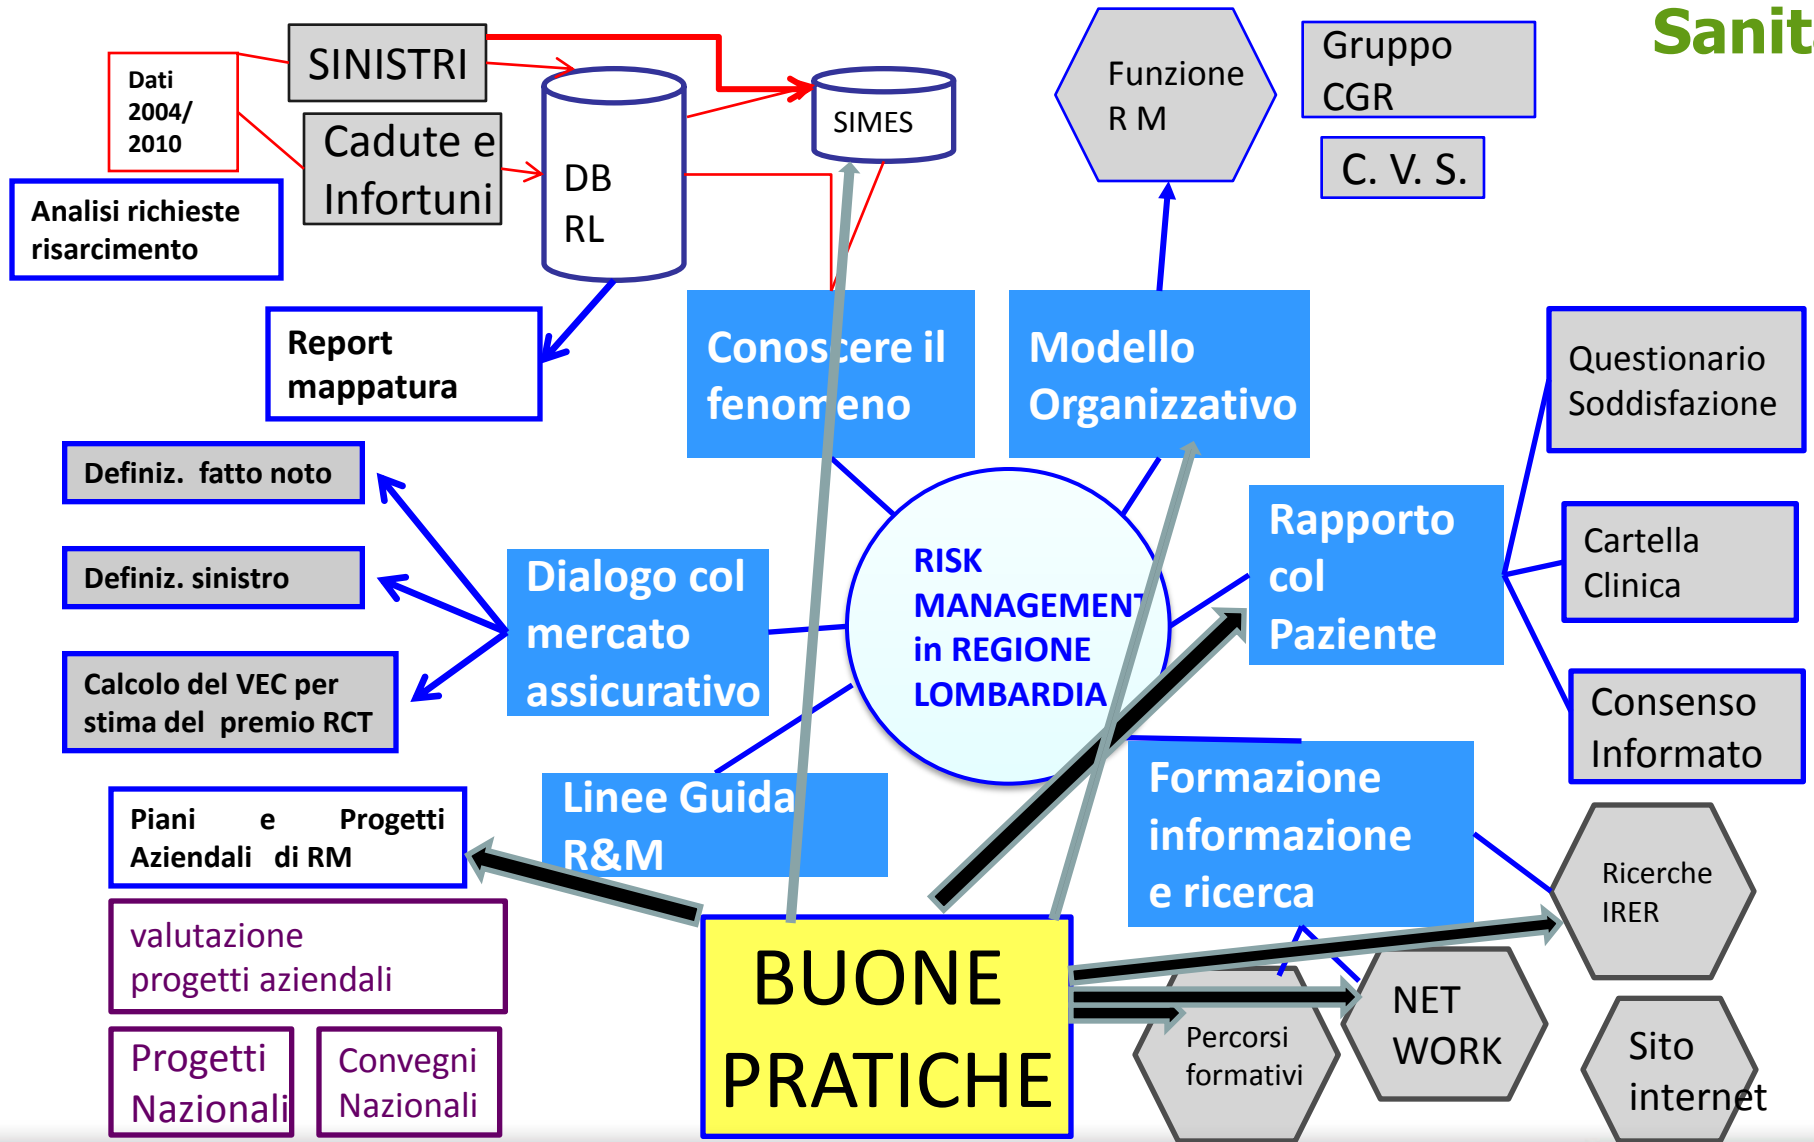 Sanit
SINISTRI
Dati
2004/
2010
Cadute e
Infortuni
DB
RL
SIMES
Funzione
R M
Gruppo
CGR
C. V. S.
Analisi richieste
risarcimento
Report
mappatura
Conoscere il
fenomeno
Modello
Organizzativo
Questionario
Soddisfazione
Definiz. fatto noto
Definiz. sinistro
Calcolo del VEC per
stima del premio RCT
Dialogo col
mercato
assicurativo
RISK
MANAGEMENT
in REGIONE
LOMBARDIA
Rapporto
col
Paziente
Cartella
Clinica
Consenso
Informato
Piani e Progetti
Aziendali di RM
Linee Guida
R&M
Formazione
informazione
e ricerca
Ricerche
IRER
valutazione
progetti aziendali
Progetti
Nazionali
Convegni
Nazionali
BUONE
PRATICHE
Percorsi
formativi
NET
WORK
Sito
internet